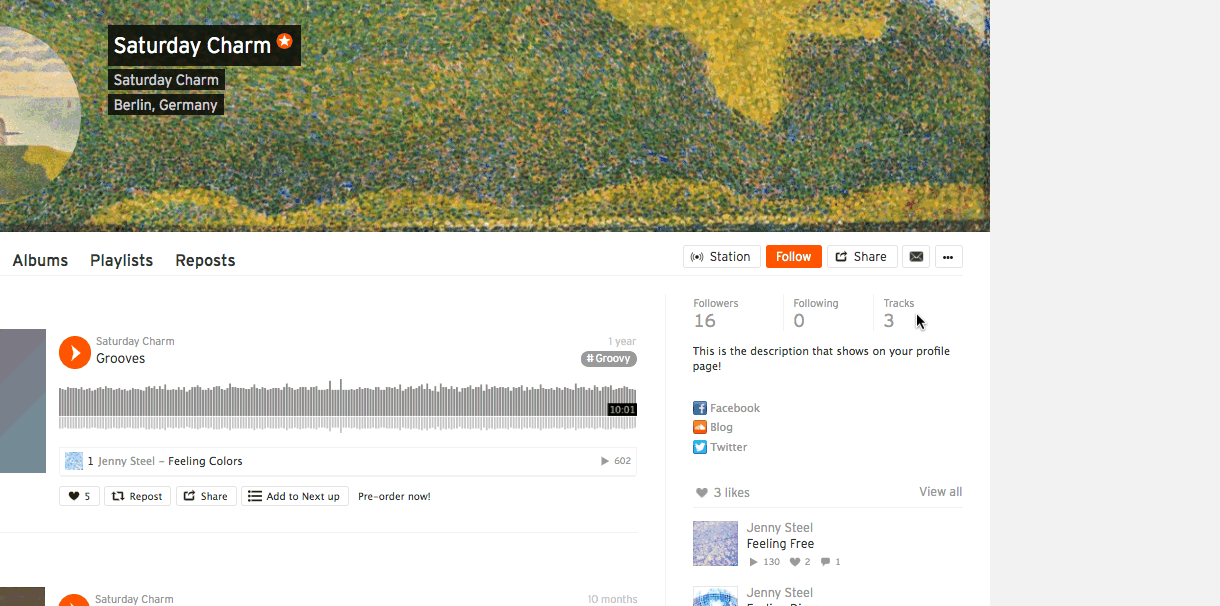 Saturday Charm
Saturday Charm
Berlin, Germany
Albums Playlists Reposts
Station Follow Share
Followers Following Tracks
16 0 3
This is the description that shows on your profile
page!
Facebook
Blog
Twitter
3 likes View all
Jenny Steel
Feeling Free
130 2 1
Jenny Steel
Saturday Charm 1 year
Grooves # Groovy
10:01
1 Jenny Steel – Feeling Colors 602
5 Repost Share Add to Next up Pre-order now!
Saturday Charm 10 months